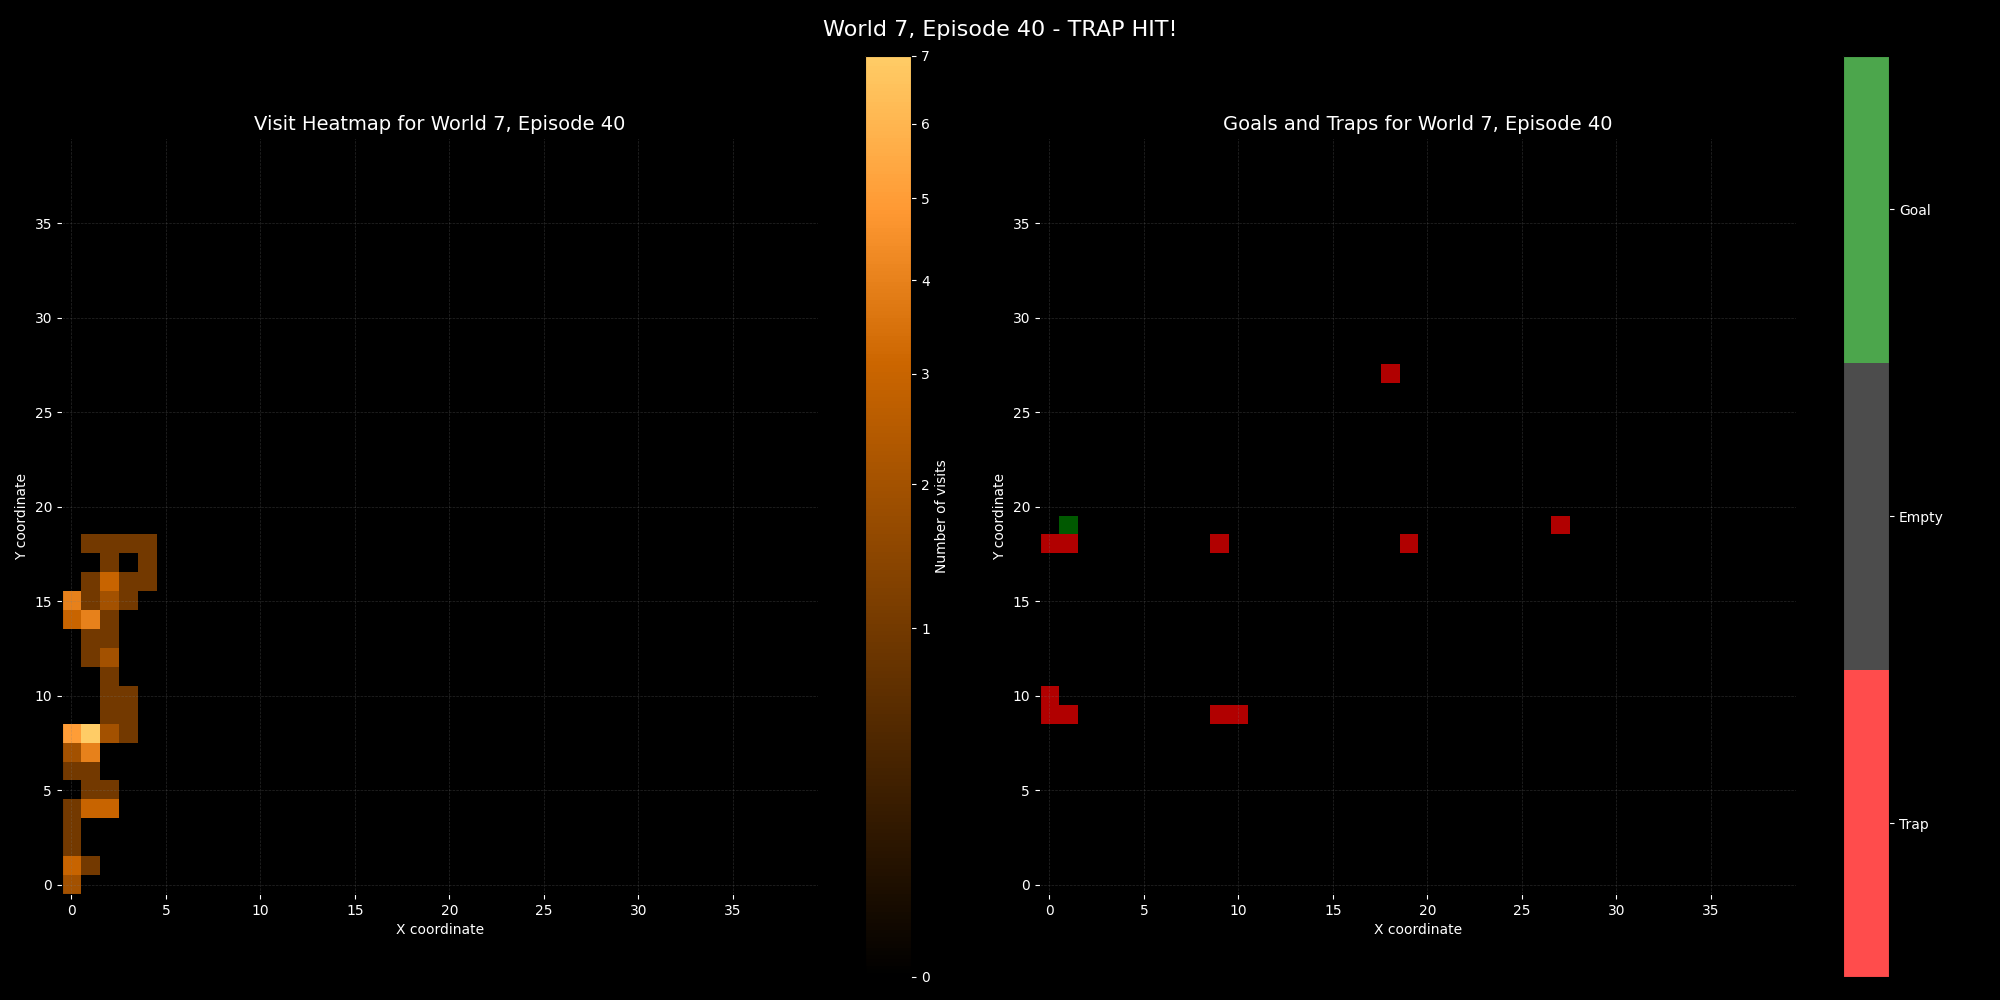 World 7, Episode 40 - TRAP HIT!
Visit Heatmap for World 7, Episode 40
Y coordinate
35
30
25
20
15
10
5
0
0 5 10 15 20 25 30 35
X coordinate
7
6
5
4
3
2
1
0
Number of visits
Goals and Traps for World 7, Episode 40
Y coordinate
35
30
25
20
15
10
5
0
0 5 10 15 20 25 30 35
X coordinate
Goal
Empty
Trap